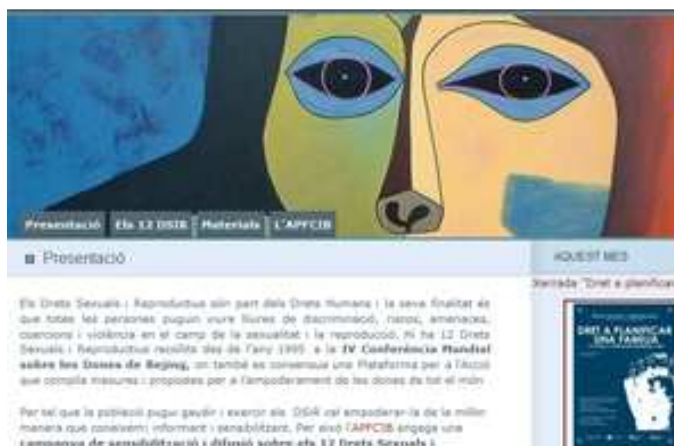 Presentació Els 12 DSIR Materials L'APFCIB
Presentació
AQUEST MES
Els Drets Sexuals i Reproductius són part dels Drets Humans i la seva finalitat és
que totes les persones puguin viure lliures de discriminació, riscos, amenaces,
coercions i violència en el camp de la sexualitat i la reproducció. Hi ha 12 Drets
Sexuals i Reproductius recollits des de l'any 1995 a la IV Conferència Mundial
sobre les Dones de Bejing, on també es consensua una Plataforma per a l'Acció
que compila mesures i propostes per a l'empoderament de les dones de tot el món
Per tal que la població pugui gaudir i exercir els DSiR cal empoderar-la de la millor
manera que coneixem: informant i sensibilitzant. Per això l'APFCIB engega una
campanya de sensibilització i difusió sobre els 12 Drets Sexuals i
Xerrada "Dret a planificar
DRET A PLANIFICAR
UNA FAMÍLIA